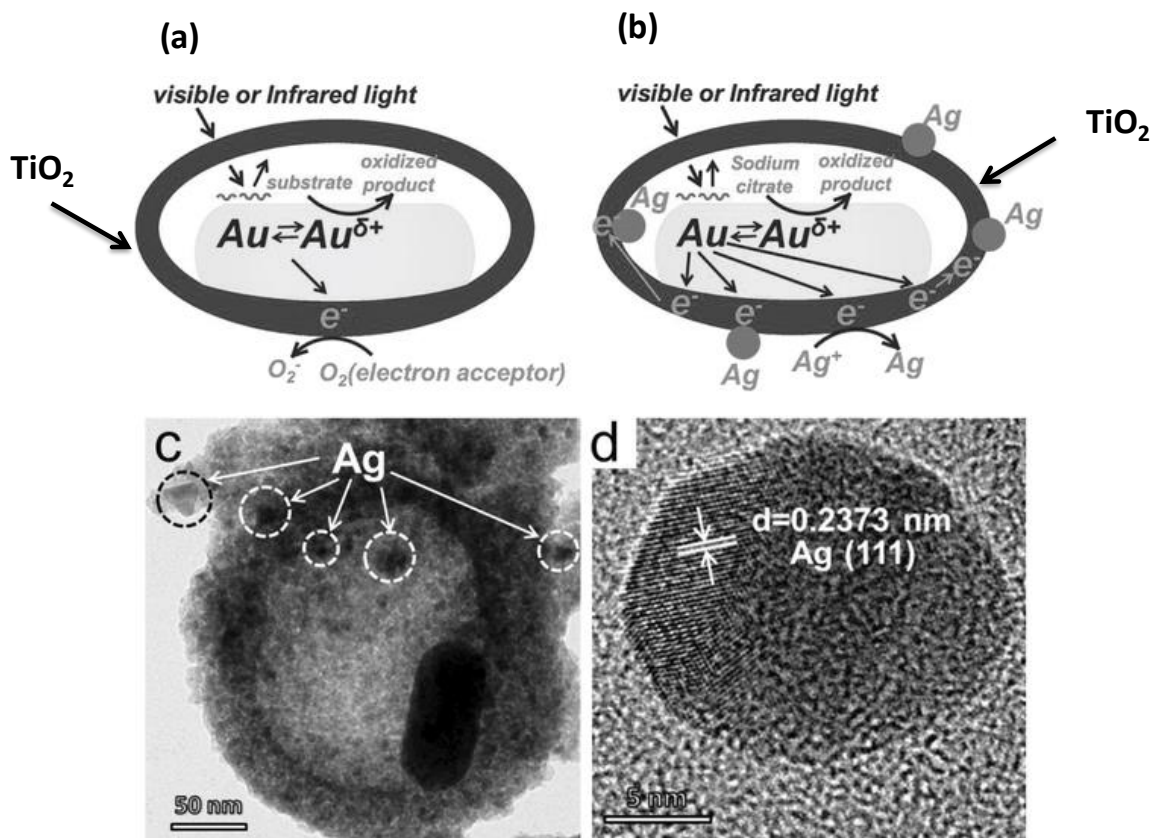 (a)
visible or Infrared light
TiO₂
substrate
oxidized
product
Au⇌Auδ+
e-
O₂- O₂(electron acceptor)
(b)
visible or Infrared light
Ag
TiO₂
Sodium
citrate
oxidized
product
Ag
e-
Au⇌Auδ+
Ag
e-
e-
e-
e-
e-
Ag
Ag+
Ag
c
Ag
50 nm
d
d=0.2373 nm
Ag (111)
5 nm